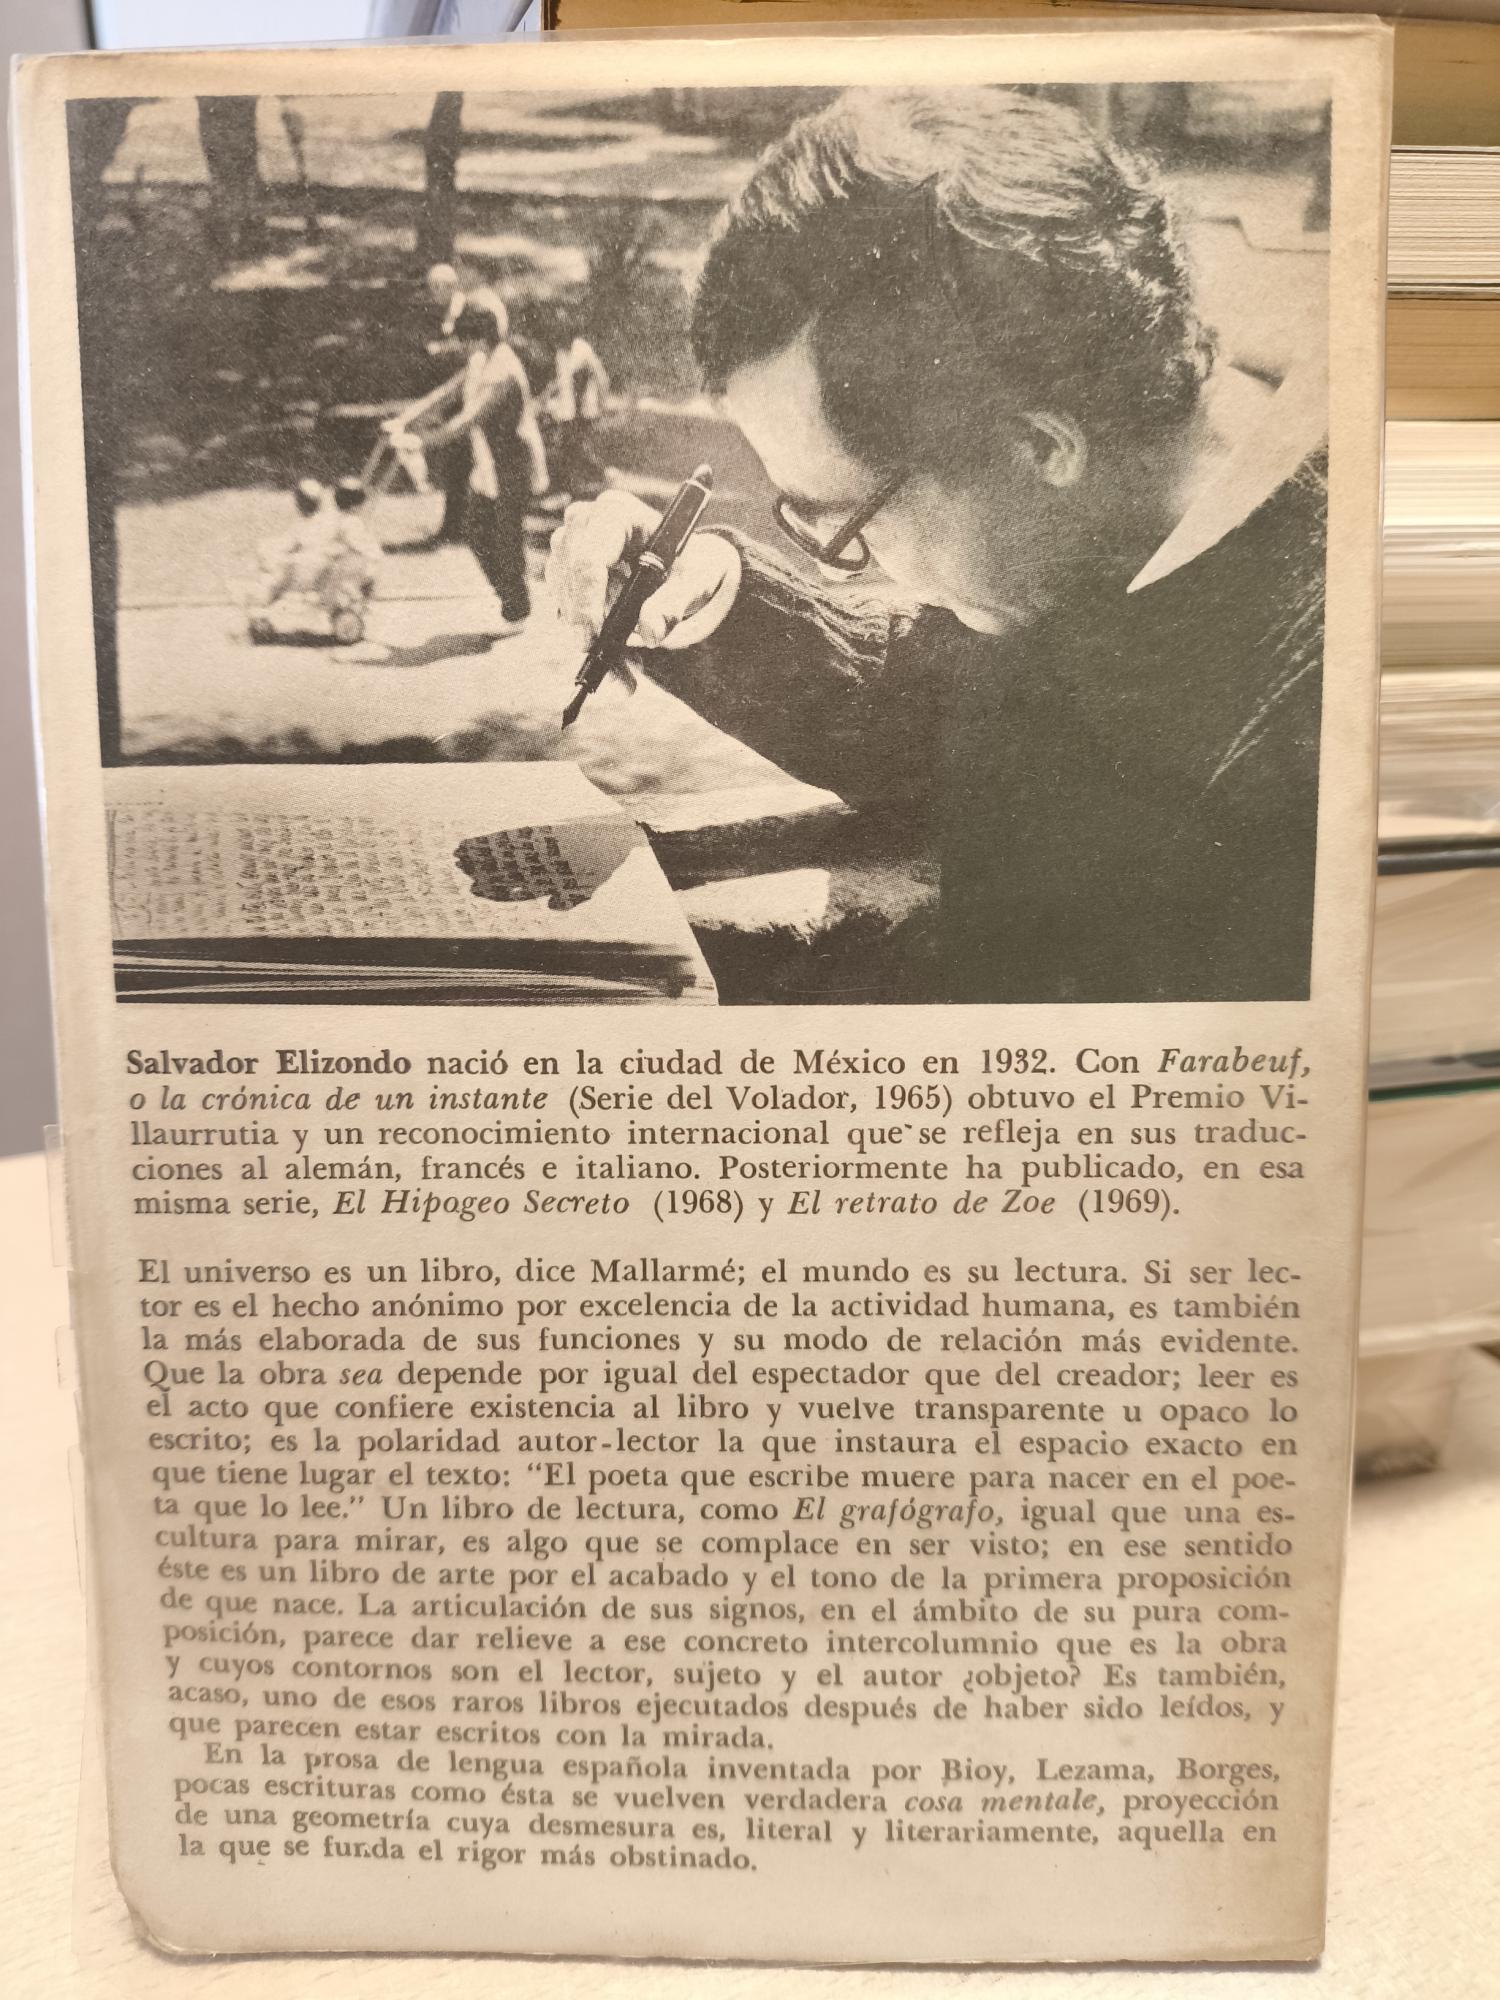 Salvador Elizondo nació en la ciudad de México en 1932. Con Farabeuf,
o la crónica de un instante (Serie del Volador, 1965) obtuvo el Premio Vi-
llaurrutia y un reconocimiento internacional que se refleja en sus traduc-
ciones al alemán, francés e italiano. Posteriormente ha publicado, en esa
misma serie, El Hipogeo Secreto (1968) y El retrato de Zoe (1969).
El universo es un libro, dice Mallarmé; el mundo es su lectura. Si ser lec-
tor es el hecho anónimo por excelencia de la actividad humana, es también
la más elaborada de sus funciones y su modo de relación más evidente.
Que la obra sea depende por igual del espectador que del creador; leer es
el acto que confiere existencia al libro y vuelve transparente u opaco lo
escrito; es la polaridad autor-lector la que instaura el espacio exacto en
que tiene lugar el texto: “El poeta que escribe muere para nacer en el poe-
ta que lo lee.” Un libro de lectura, como El grafógrafo, igual que una es-
cultura para mirar, es algo que se complace en ser visto; en ese sentido
éste es un libro de arte por el acabado y el tono de la primera proposición
de que nace. La articulación de sus signos, en el ámbito de su pura com-
posición, parece dar relieve a ese concreto intercolumnio que es la obra
y cuyos contornos son el lector, sujeto y el autor ¿objeto? Es también,
acaso, uno de esos raros libros ejecutados después de haber sido leídos, y
que parecen estar escritos con la mirada.
En la prosa de lengua española inventada por Bioy, Lezama, Borges,
pocas escrituras como ésta se vuelven verdadera cosa mentale, proyección
de una geometría cuya desmesura es, literal y literariamente, aquella en
la que se funda el rigor más obstinado.